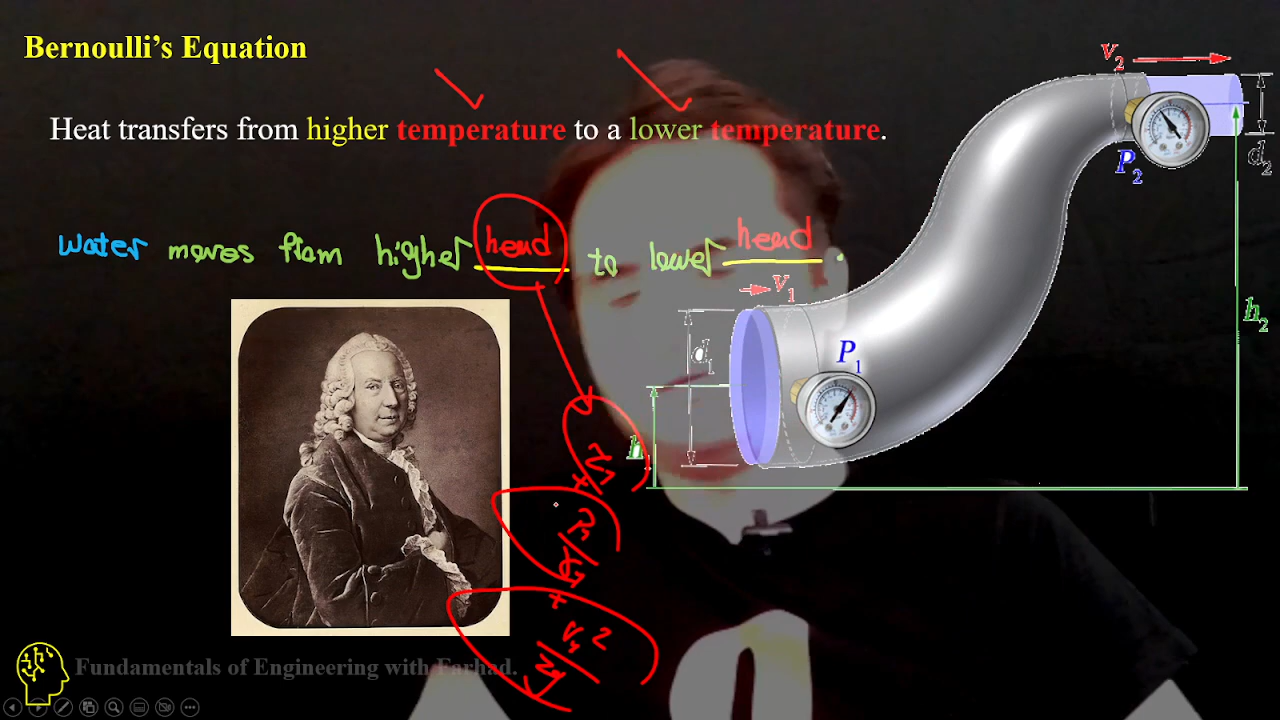 Bernoulli's Equation
Heat transfers from higher temperature to a lower temperature.
Water moves from higher head to lower head.
V2
d2
P2
V1
d1
P1
h2
h
Fundamentals of Engineering with Farhad.